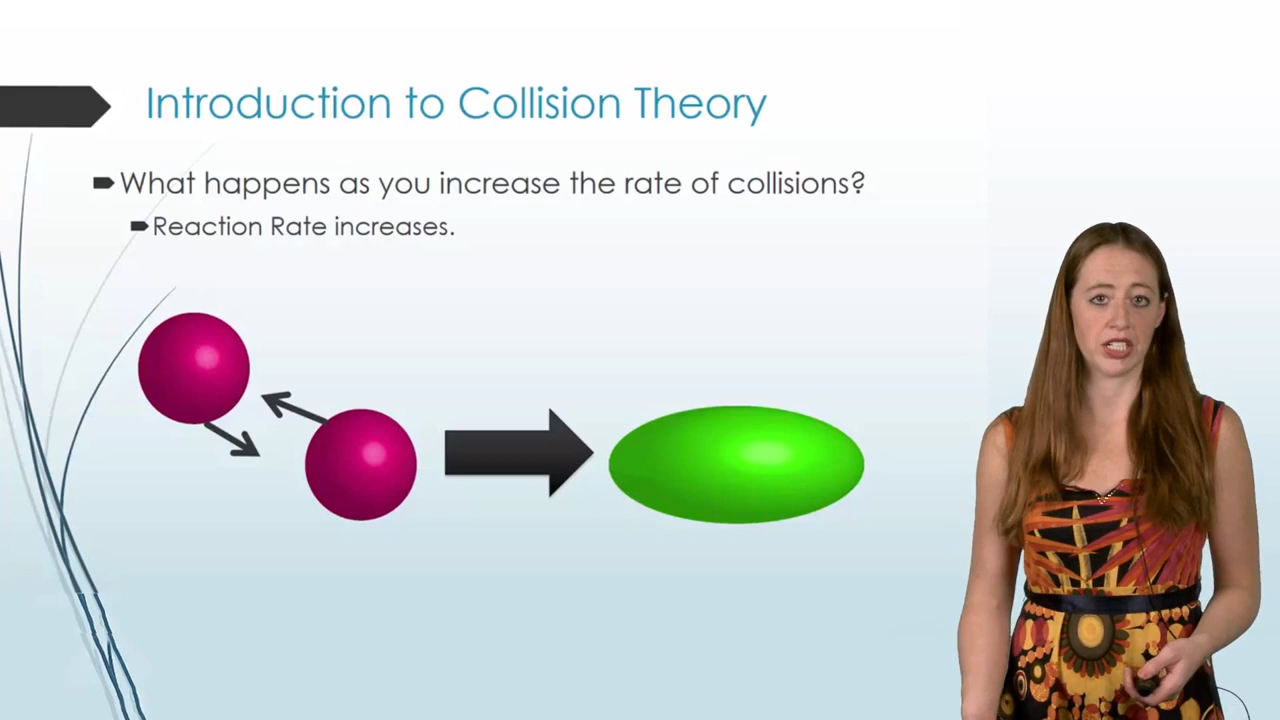 Introduction to Collision Theory
What happens as you increase the rate of collisions?
Reaction Rate increases.